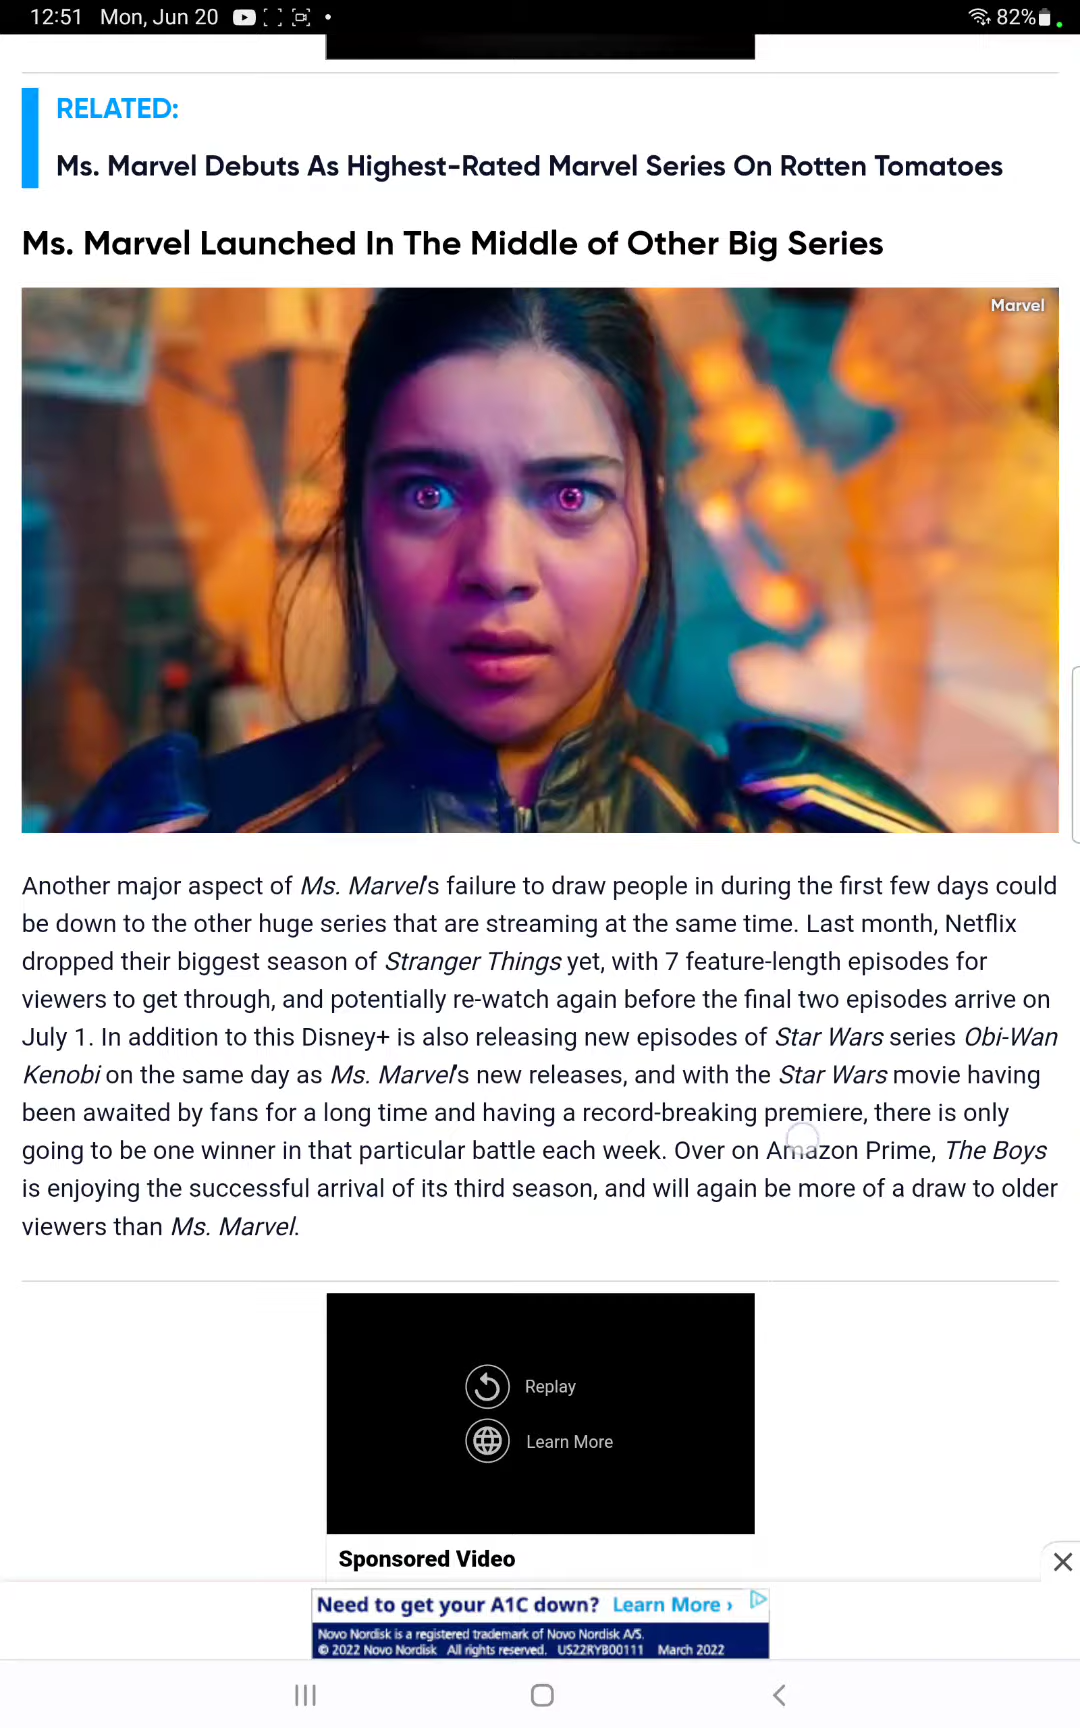 12:51 Mon, Jun 20
82%
RELATED:
Ms. Marvel Debuts As Highest-Rated Marvel Series On Rotten Tomatoes
Ms. Marvel Launched In The Middle of Other Big Series
Marvel
Another major aspect of Ms. Marvel's failure to draw people in during the first few days could
be down to the other huge series that are streaming at the same time. Last month, Netflix
dropped their biggest season of Stranger Things yet, with 7 feature-length episodes for
viewers to get through, and potentially re-watch again before the final two episodes arrive on
July 1. In addition to this Disney+ is also releasing new episodes of Star Wars series Obi-Wan
Kenobi on the same day as Ms. Marvel's new releases, and with the Star Wars movie having
been awaited by fans for a long time and having a record-breaking premiere, there is only
going to be one winner in that particular battle each week. Over on Amazon Prime, The Boys
is enjoying the successful arrival of its third season, and will again be more of a draw to older
viewers than Ms. Marvel.
Replay
Learn More
Sponsored Video
Need to get your A1C down? Learn More ›
Novo Nordisk is a registered trademark of Novo Nordisk A/S.
© 2022 Novo Nordisk All rights reserved. US22RYB00111 March 2022